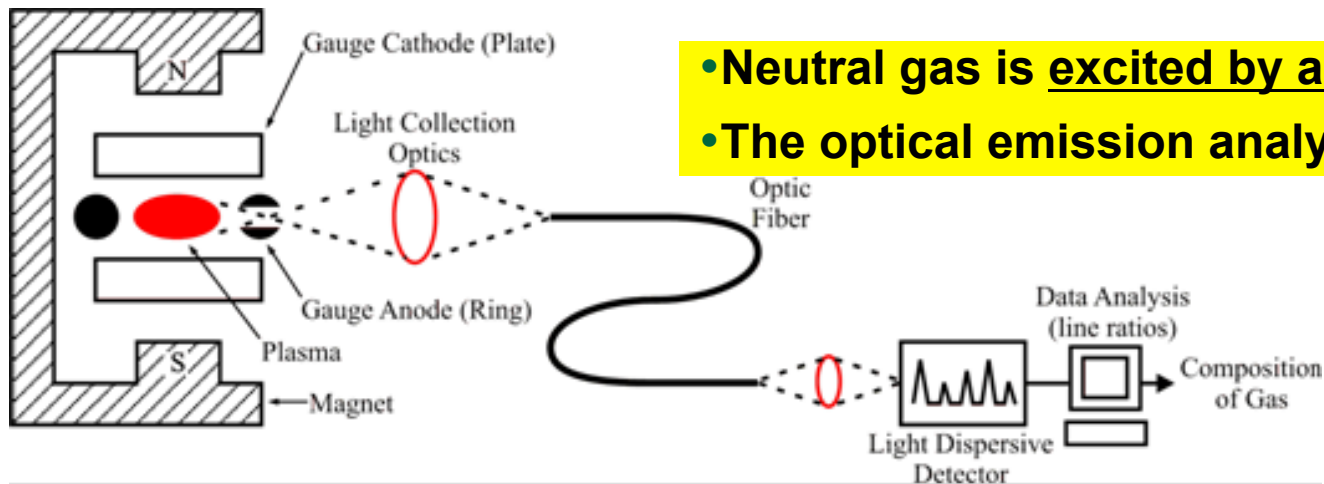 Gauge Cathode (Plate)
N
•Neutral gas is excited by a
•The optical emission analy
Light Collection
Optics
Optic
Fiber
Gauge Anode (Ring)
Plasma
S
Magnet
Data Analysis
(line ratios)
Composition
of Gas
Light Dispersive
Detector